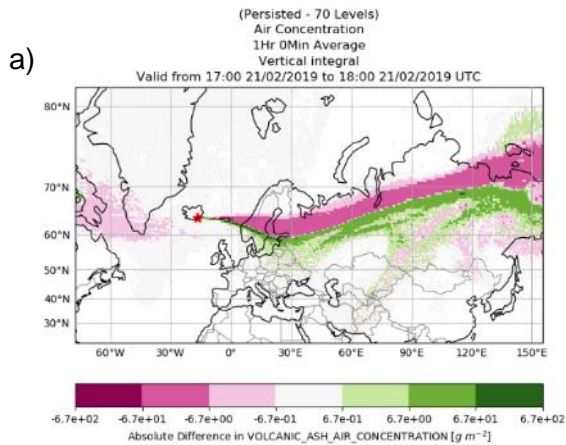 (Persisted - 70 Levels)
Air Concentration
1Hr 0Min Average
Vertical integral
Valid from 17:00 21/02/2019 to 18:00 21/02/2019 UTC
a)
80°N
70°N
60°N
50°N
40°N
30°N
60°W 30°W 0° 30°E 60°E 90°E 120°E 150°E
-6.7e+02 -6.7e+01 -6.7e+00 -6.7e-01 6.7e-01 6.7e+00 6.7e+01 6.7e+02
Absolute Difference in VOLCANIC_ASH_AIR_CONCENTRATION [g m⁻²]